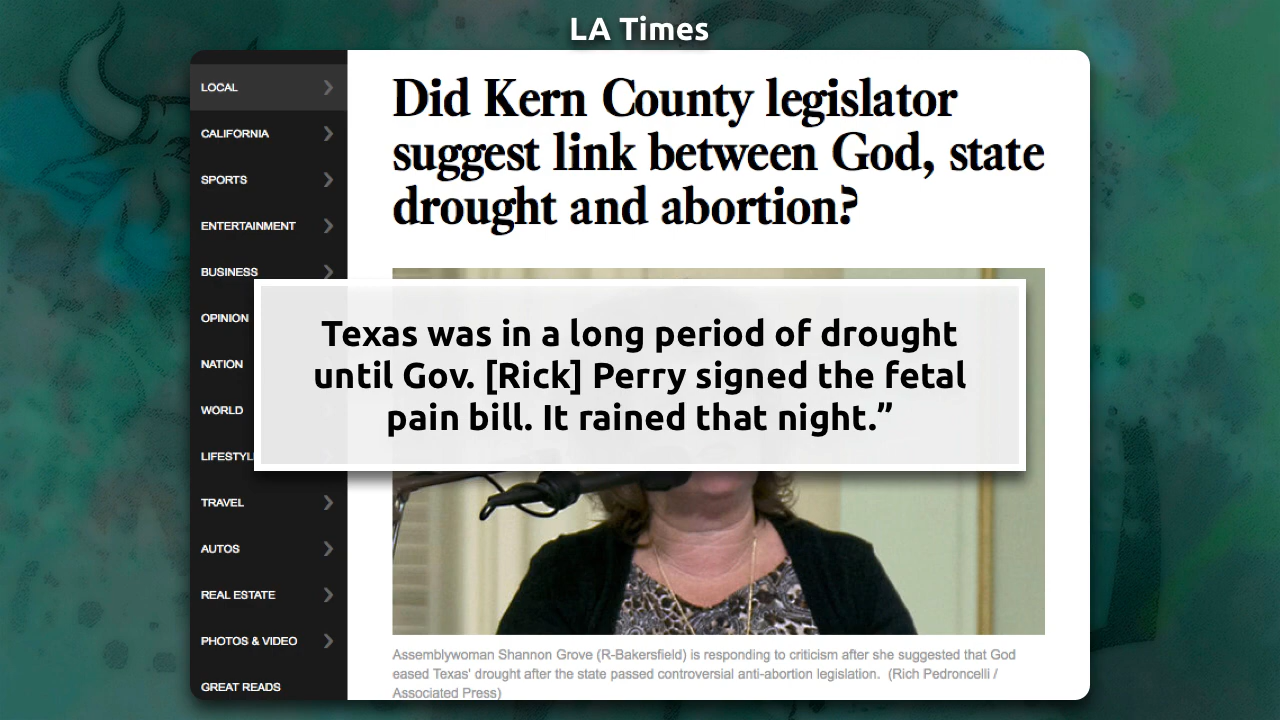 LA Times
LOCAL
CALIFORNIA
SPORTS
ENTERTAINMENT
BUSINESS
OPINION
NATION
WORLD
LIFESTYL
TRAVEL
AUTOS
REAL ESTATE
PHOTOS & VIDEO
GREAT READS
Did Kern County legislator
suggest link between God, state
drought and abortion?
Texas was in a long period of drought
until Gov. [Rick] Perry signed the fetal
pain bill. It rained that night.”
Assemblywoman Shannon Grove (R-Bakersfield) is responding to criticism after she suggested that God
eased Texas' drought after the state passed controversial anti-abortion legislation. (Rich Pedroncelli /
Associated Press)